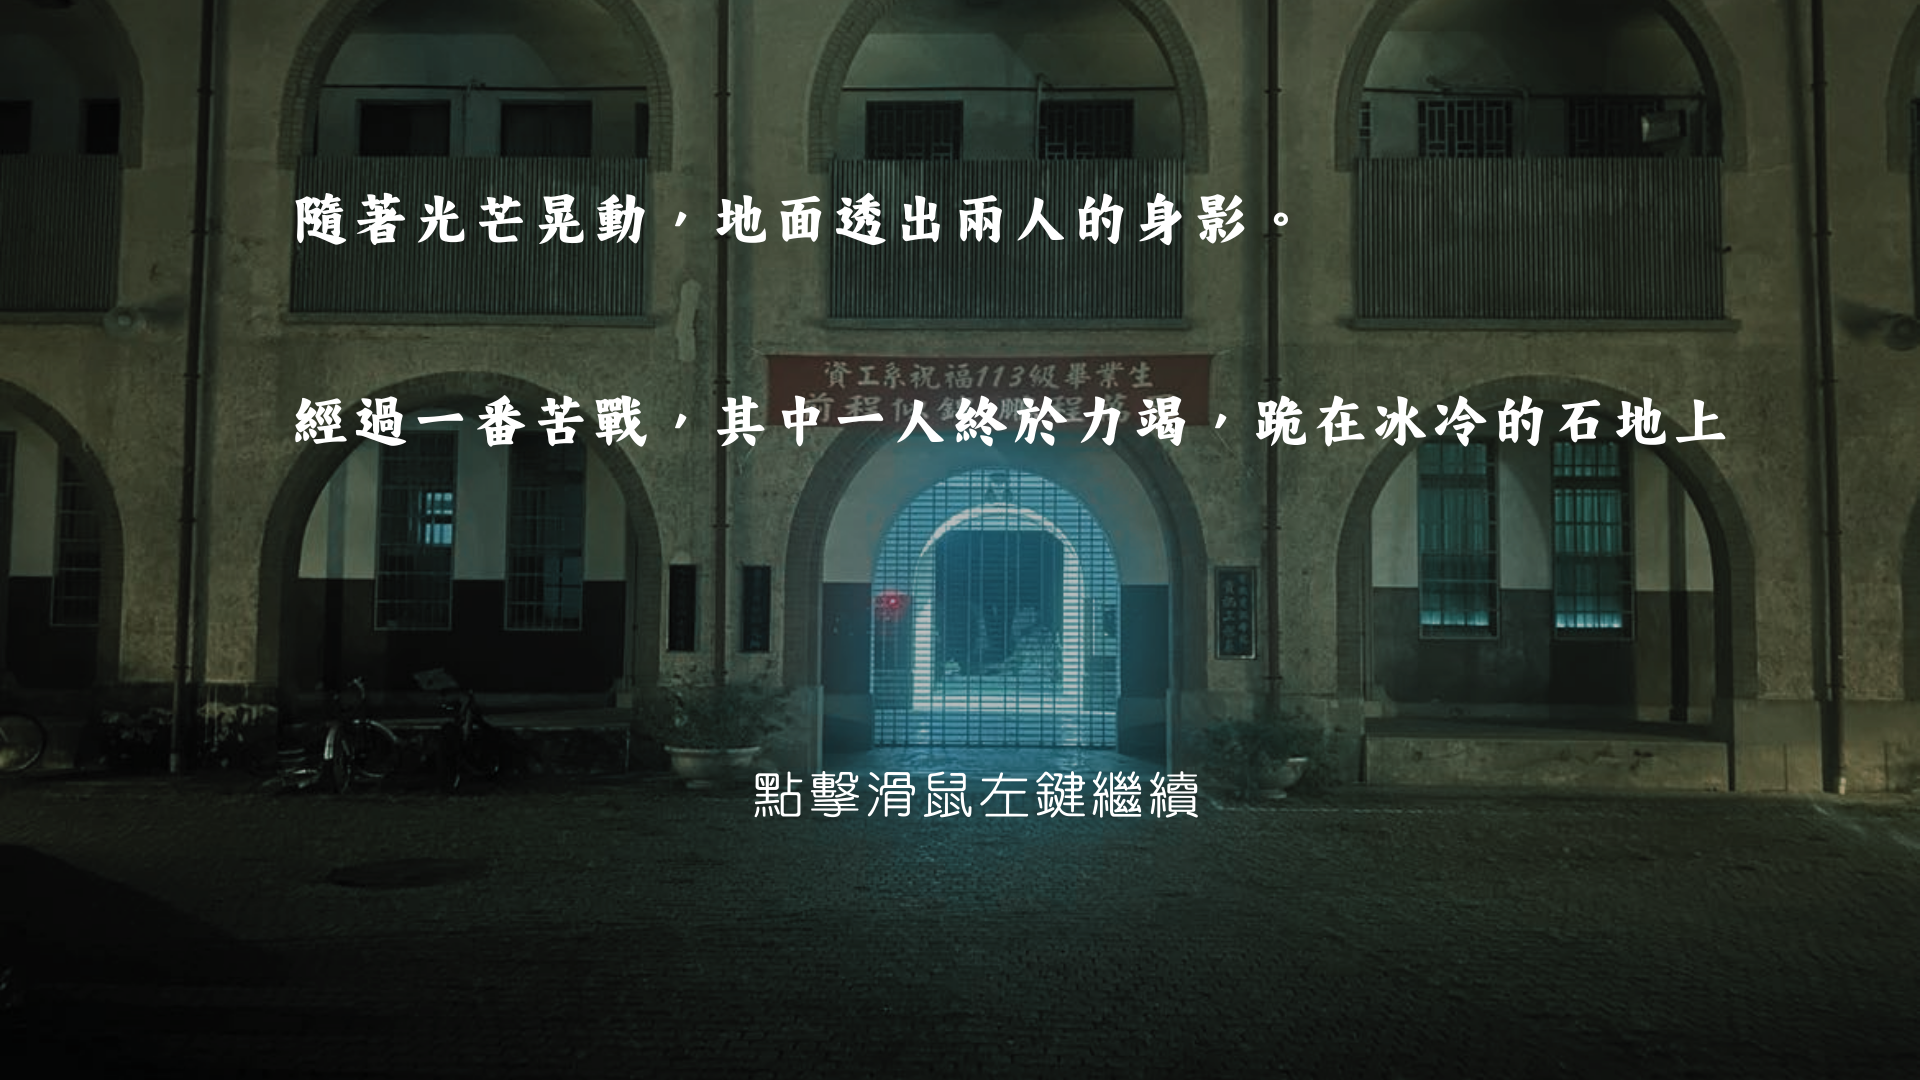 隨著光芒晃動，地面透出兩人的身影。
資工系祝福113級畢業生
經過一番苦戰，其中一人終於力竭，跪在冰冷的石地上
點擊滑鼠左鍵繼續